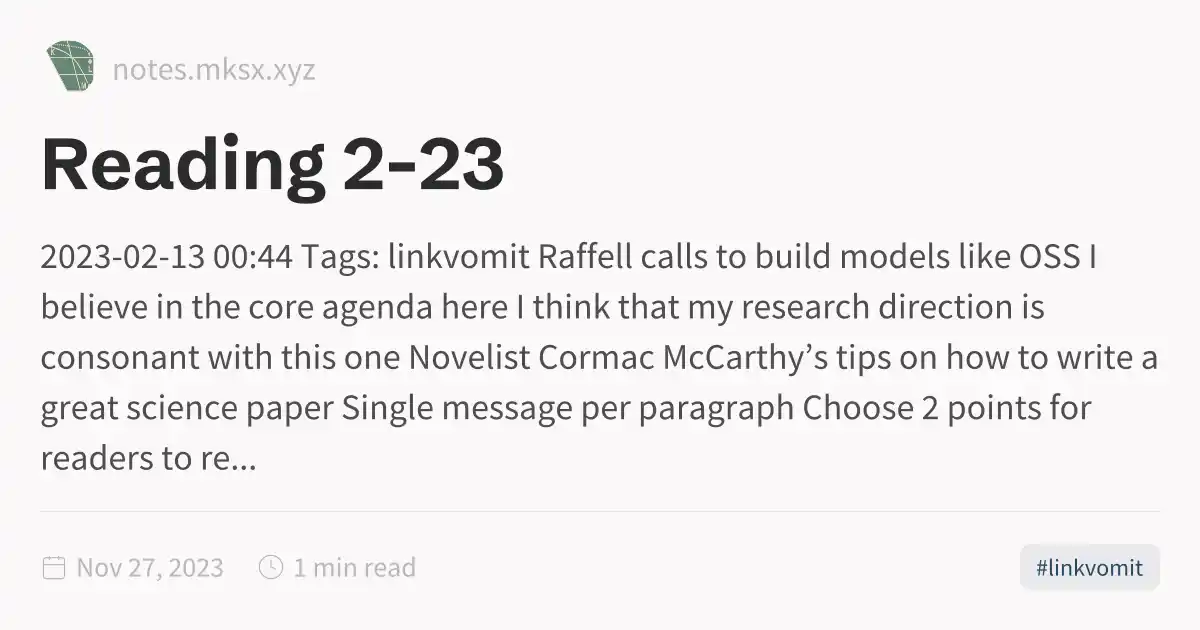 notes.mksx.xyz
Reading 2-23
2023-02-13 00:44 Tags: linkvomit Raffell calls to build models like OSS I
believe in the core agenda here I think that my research direction is
consonant with this one Novelist Cormac McCarthy’s tips on how to write a
great science paper Single message per paragraph Choose 2 points for
readers to re...
Nov 27, 2023 1 min read
#linkvomit